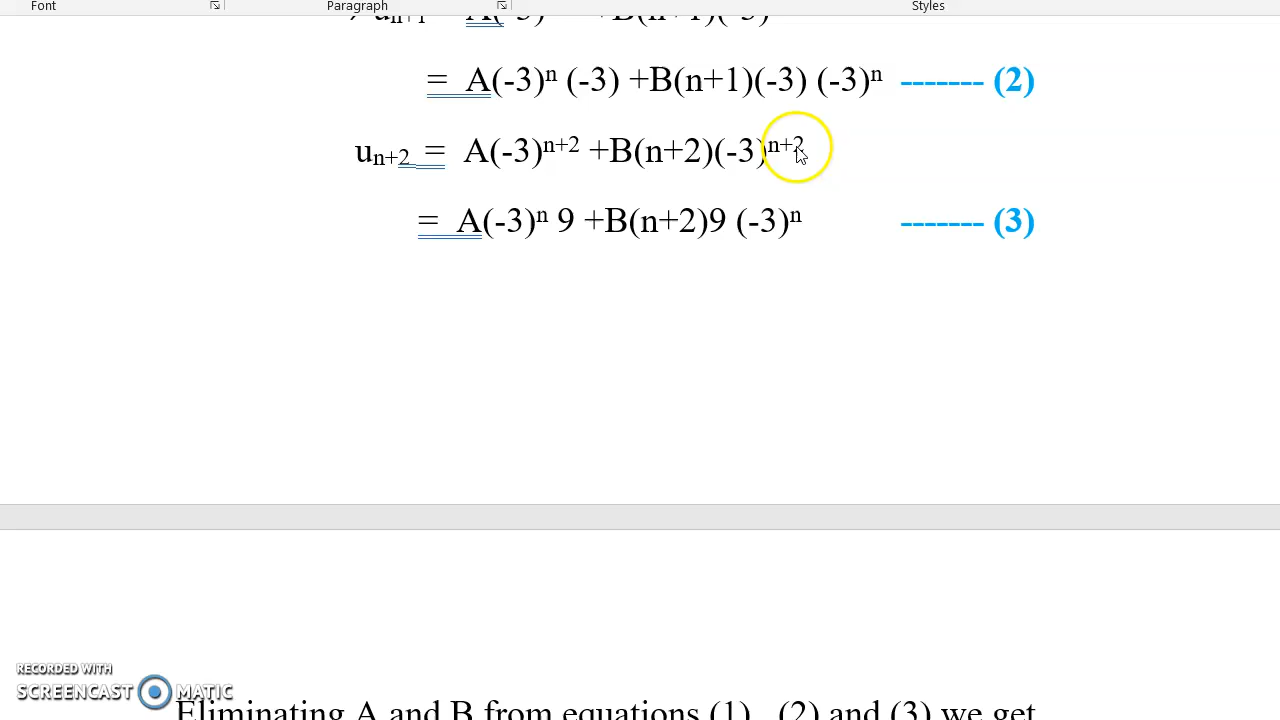 Font Paragraph Styles
= A(-3)ⁿ (-3) +B(n+1)(-3) (-3)ⁿ ------- (2)
uₙ₊₂ = A(-3)ⁿ⁺² +B(n+2)(-3)ⁿ⁺²
= A(-3)ⁿ 9 +B(n+2)9 (-3)ⁿ ------- (3)
RECORDED WITH
SCREENCAST MATIC
Eliminating A and B from equations (1) , (2) and (3) we get